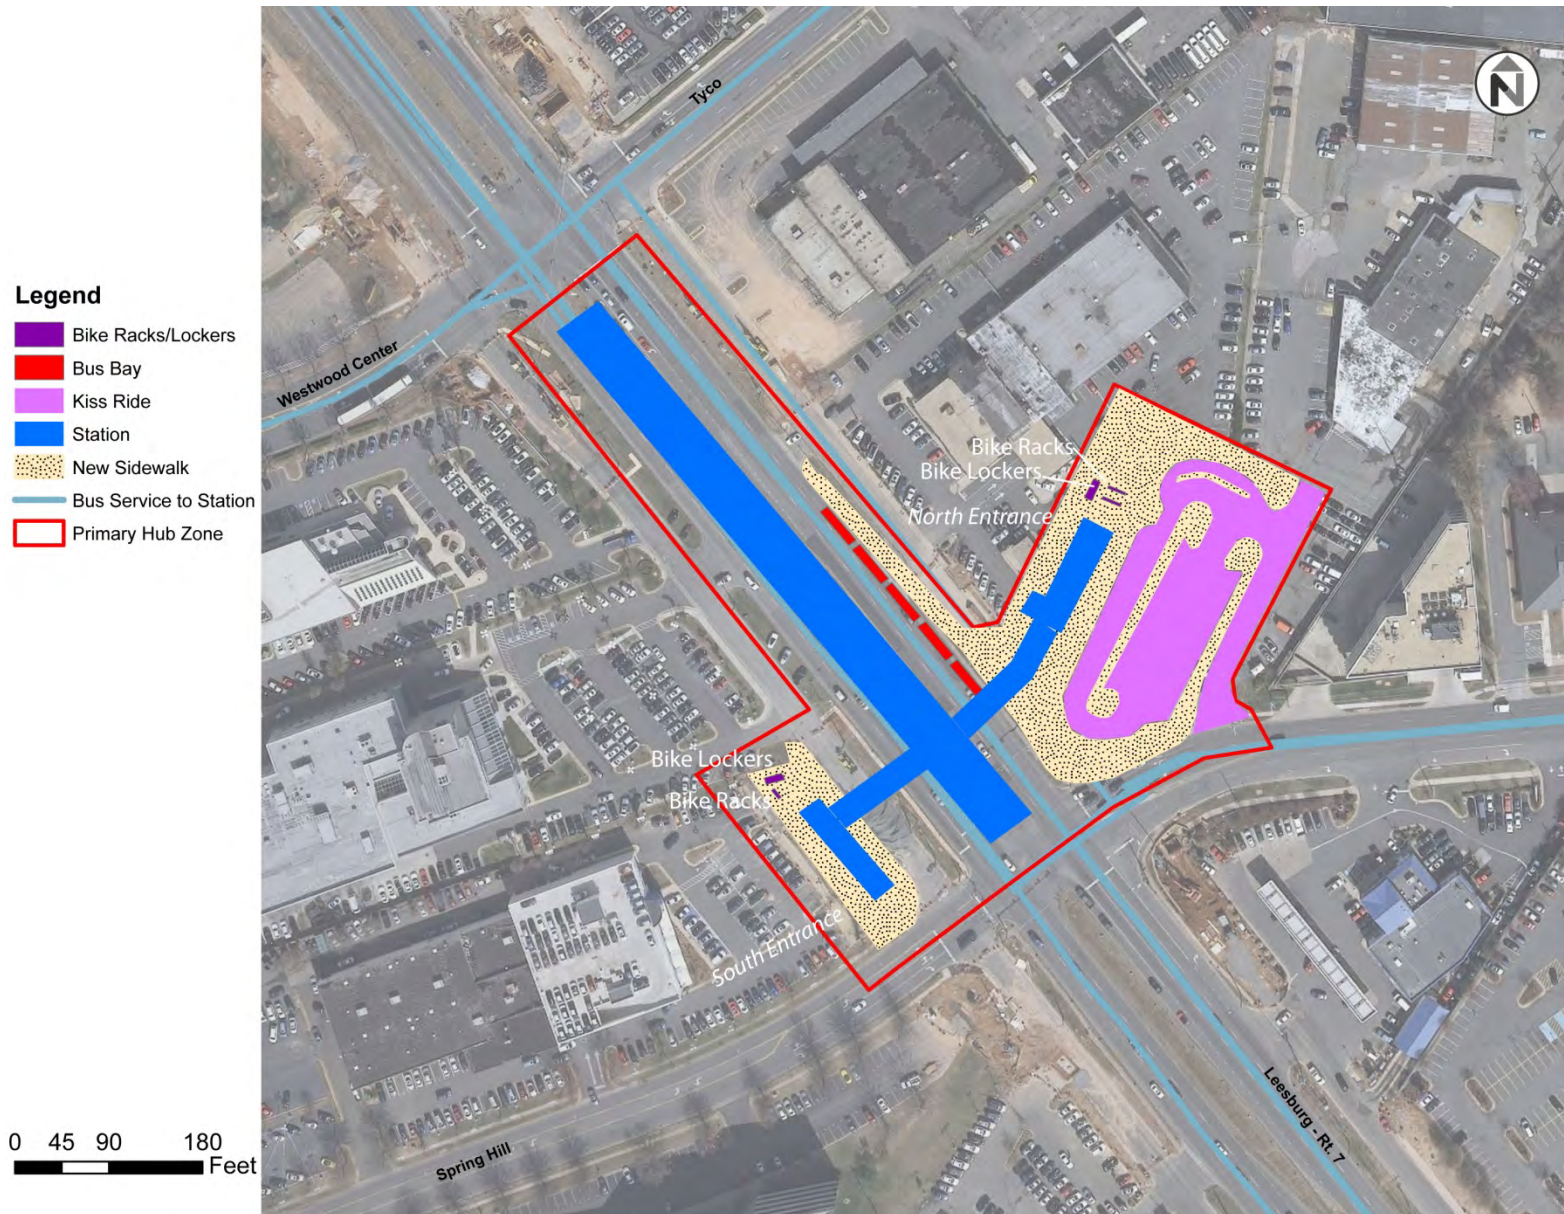 Tyco
N
Legend
Bike Racks/Lockers
Bus Bay
Kiss Ride
Station
New Sidewalk
Bus Service to Station
Primary Hub Zone
Westwood Center
Bike Racks
Bike Lockers
North Entrance
Bike Lockers
Bike Racks
South Entrance
Leesburg - Rt. 7
Spring Hill
0 45 90 180
Feet